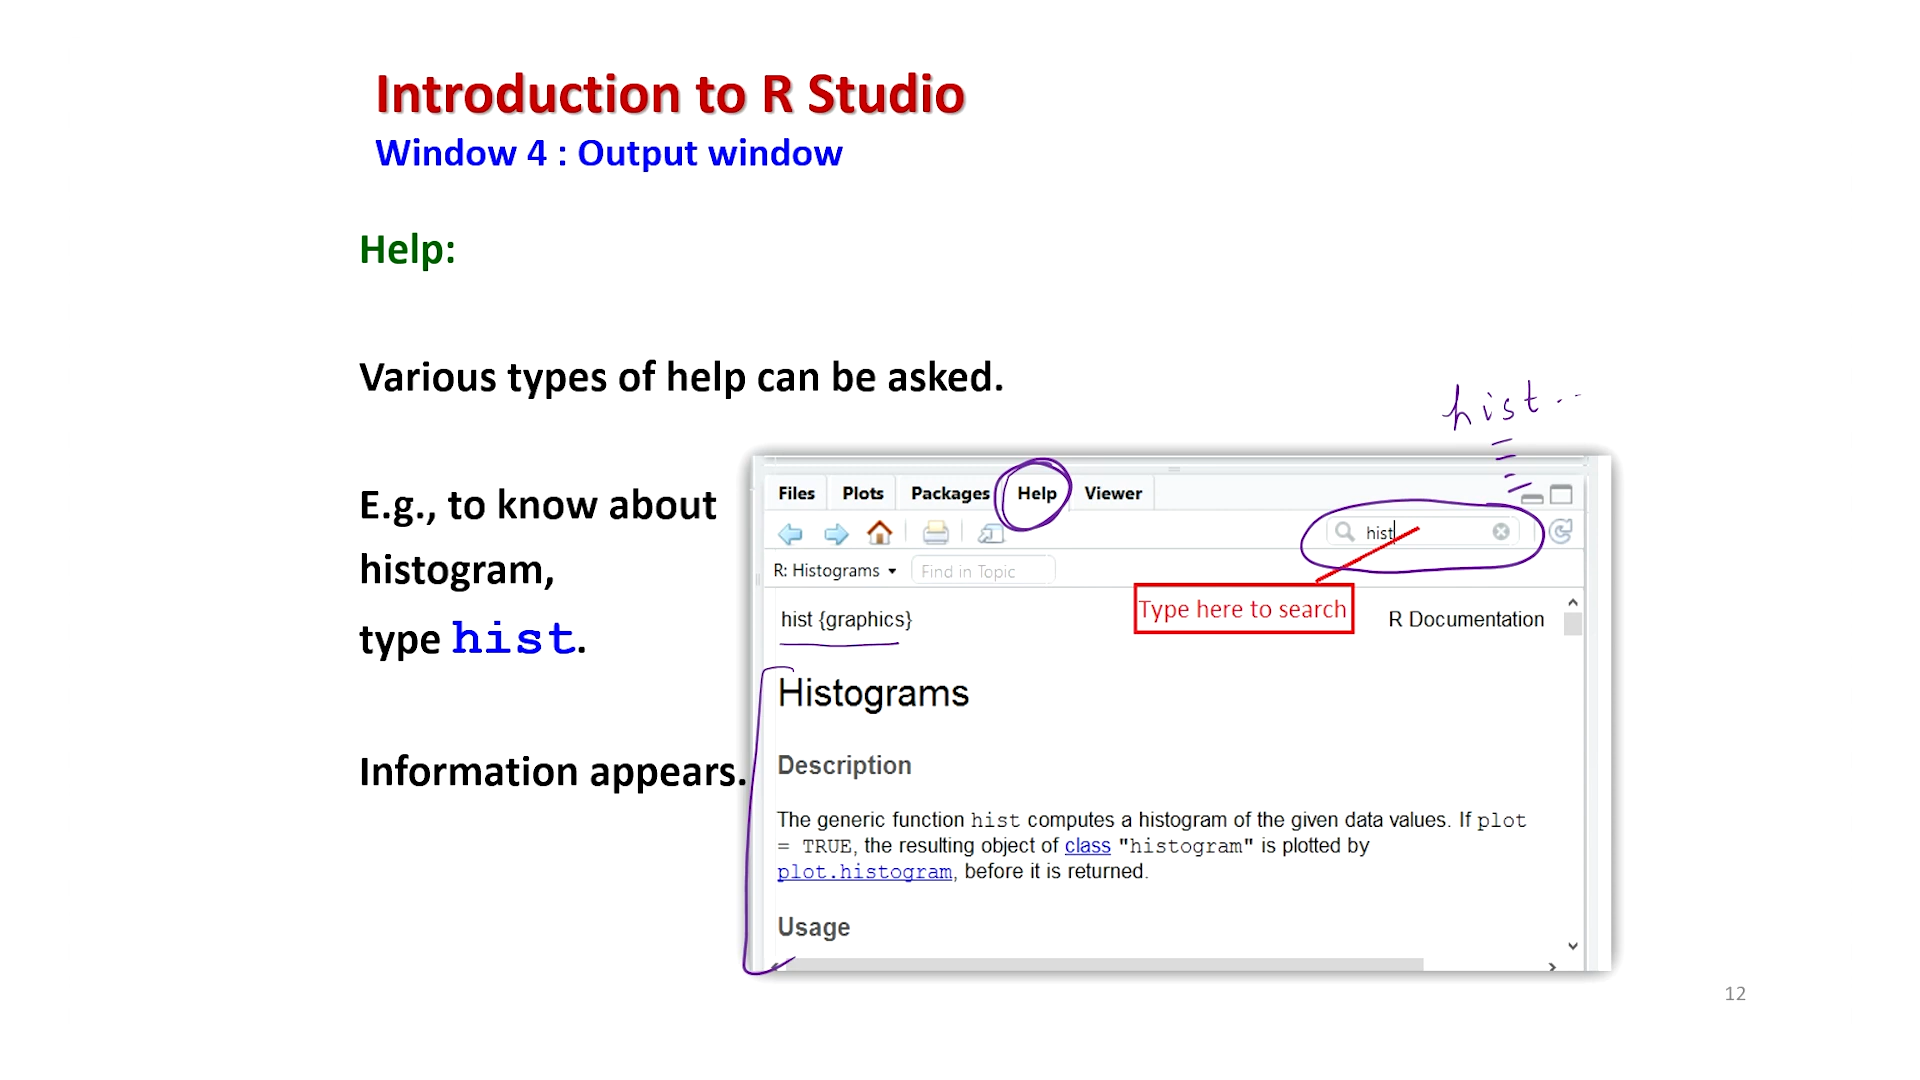 Introduction to R Studio
Window 4 : Output window
Help:
Various types of help can be asked.
E.g., to know about
histogram,
type hist.
Information appears.
hist..
Files Plots Packages Help Viewer
hist
R: Histograms Find in Topic
Type here to search
hist {graphics} R Documentation
Histograms
Description
The generic function hist computes a histogram of the given data values. If plot
= TRUE, the resulting object of class "histogram" is plotted by
plot.histogram, before it is returned.
Usage
12